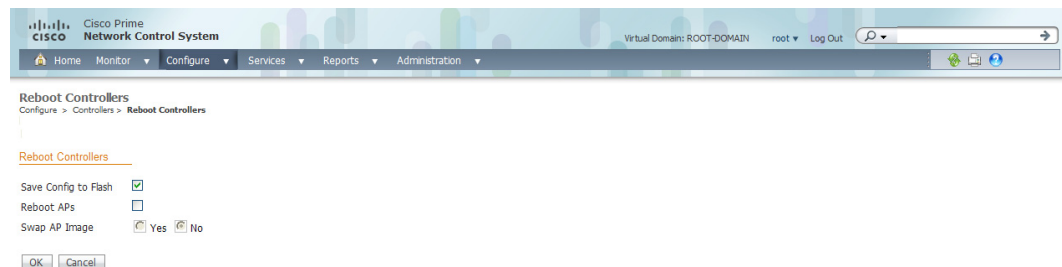 Cisco Prime
CISCO Network Control System
Virtual Domain: ROOT-DOMAIN root Log Out
Home Monitor Configure Services Reports Administration
Reboot Controllers
Configure > Controllers > Reboot Controllers
Reboot Controllers
Save Config to Flash
Reboot APs
Swap AP Image Yes No
OK Cancel